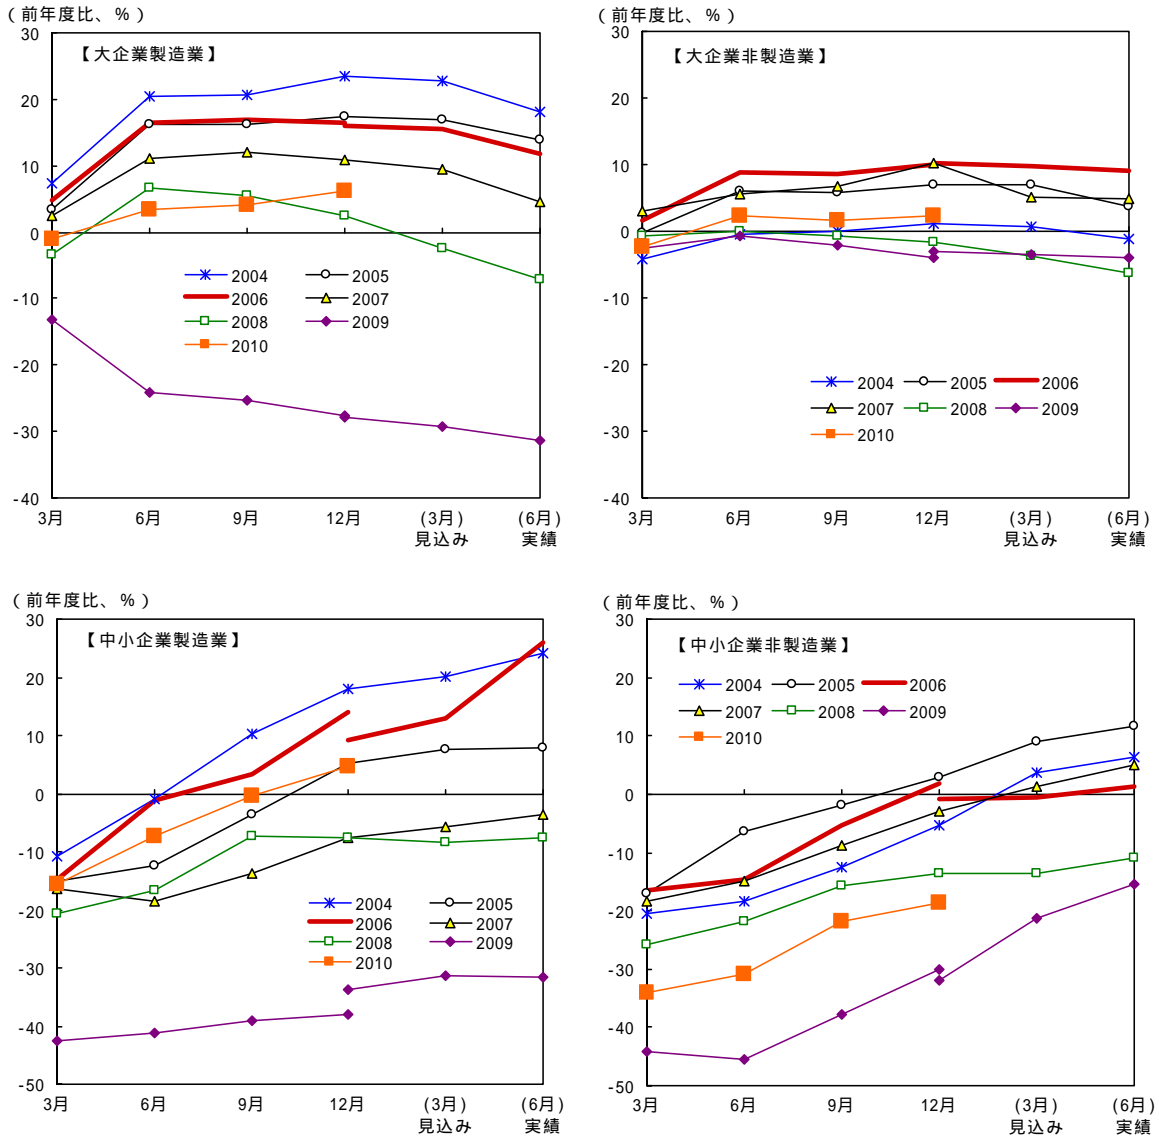 （前年度比、％）
【大企業製造業】
30
20
10
0
-10
-20
-30
-40
2004
2005
2006
2007
2008
2009
2010
3月
6月
9月
12月
(3月)
見込み
(6月)
実績
（前年度比、％）
【大企業非製造業】
30
20
10
0
-10
-20
-30
-40
2004
2005
2006
2007
2008
2009
2010
3月
6月
9月
12月
(3月)
見込み
(6月)
実績
（前年度比、％）
【中小企業製造業】
30
20
10
0
-10
-20
-30
-40
-50
2004
2005
2006
2007
2008
2009
2010
3月
6月
9月
12月
(3月)
見込み
(6月)
実績
（前年度比、％）
【中小企業非製造業】
30
20
10
0
-10
-20
-30
-40
-50
2004
2005
2006
2007
2008
2009
2010
3月
6月
9月
12月
(3月)
見込み
(6月)
実績